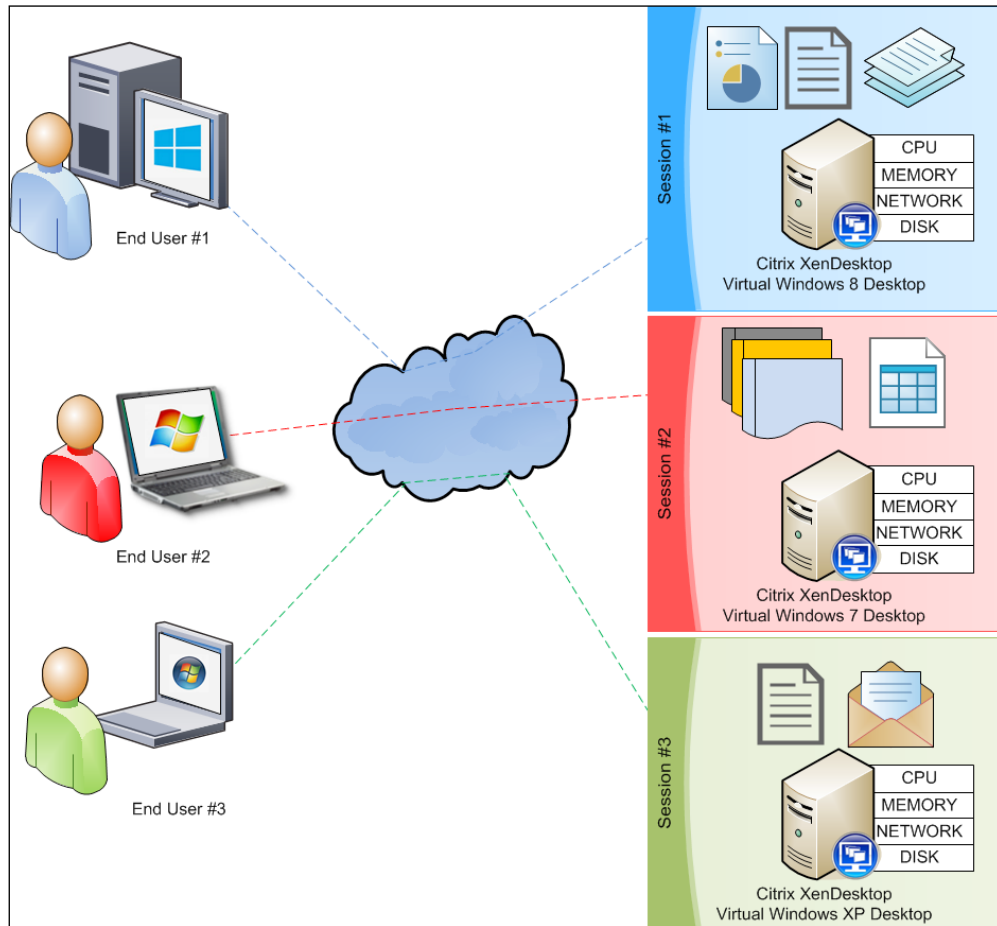 End User #1
End User #2
End User #3
Session #1
CPU
MEMORY
NETWORK
DISK
Citrix XenDesktop
Virtual Windows 8 Desktop
Session #2
CPU
MEMORY
NETWORK
DISK
Citrix XenDesktop
Virtual Windows 7 Desktop
Session #3
CPU
MEMORY
NETWORK
DISK
Citrix XenDesktop
Virtual Windows XP Desktop